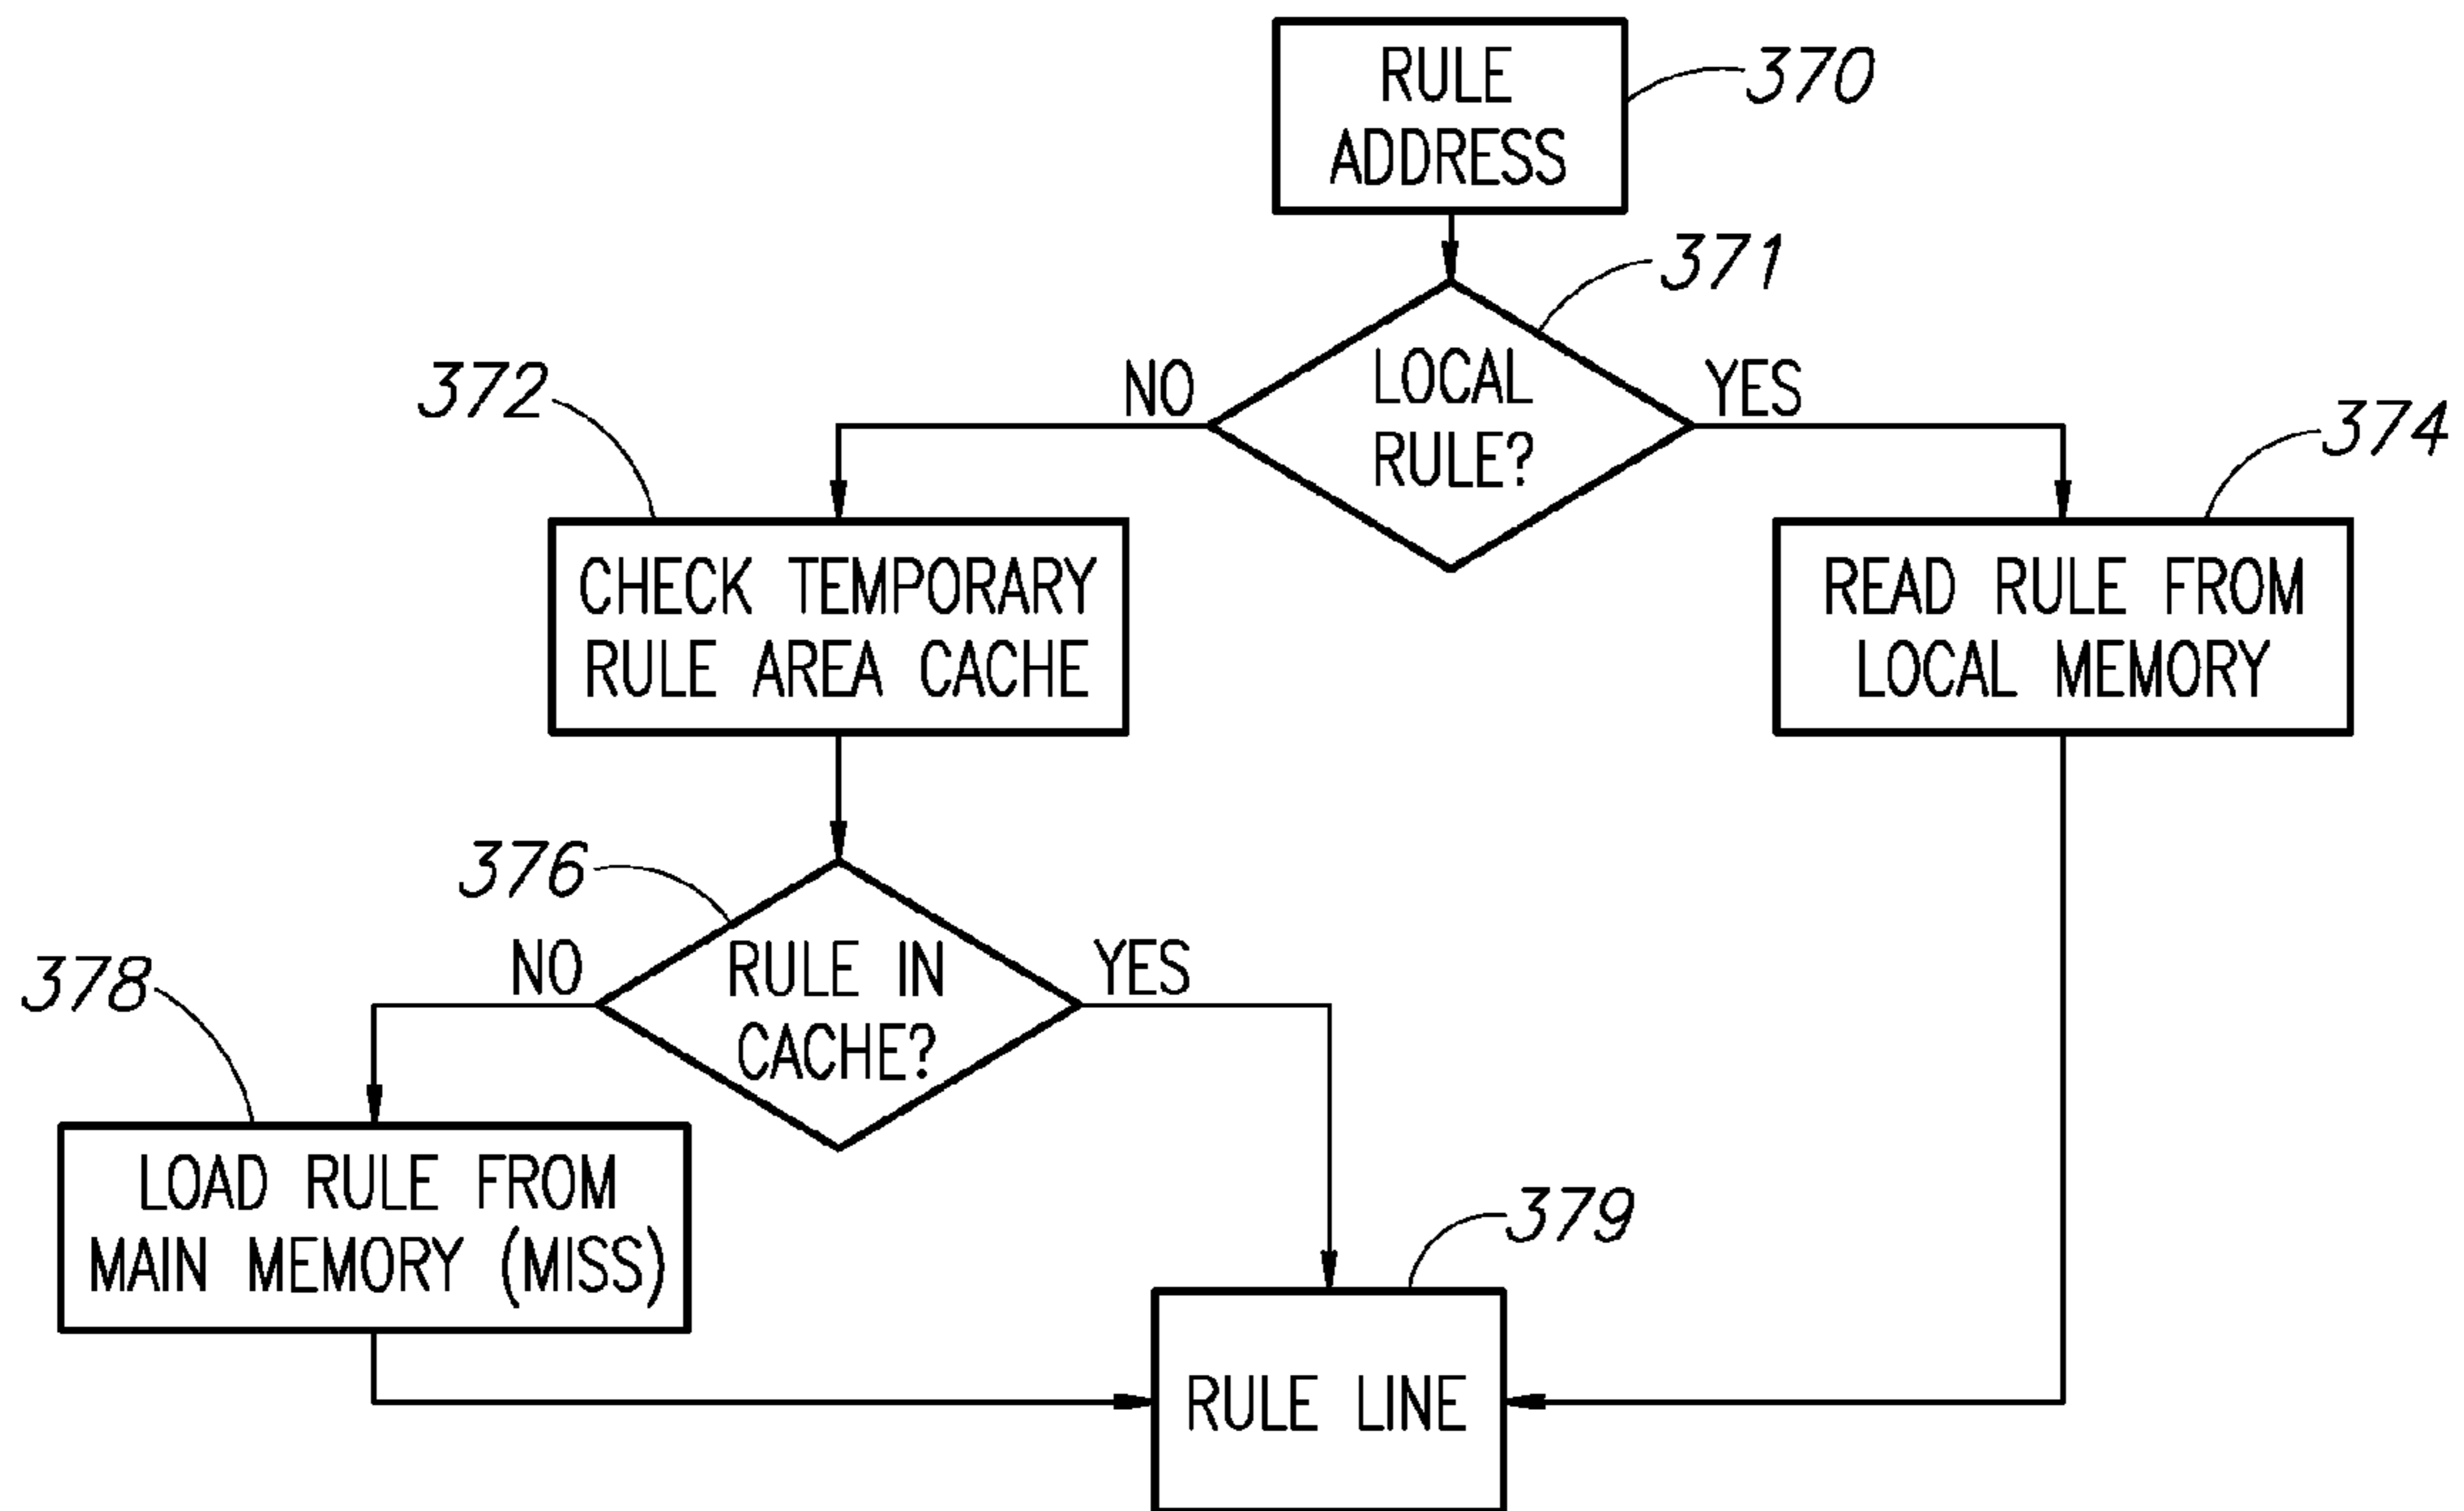 RULE
ADDRESS
370
371
LOCAL
RULE?
NO
YES
372
374
CHECK TEMPORARY
RULE AREA CACHE
READ RULE FROM
LOCAL MEMORY
376
RULE IN
CACHE?
NO
YES
378
LOAD RULE FROM
MAIN MEMORY (MISS)
379
RULE LINE